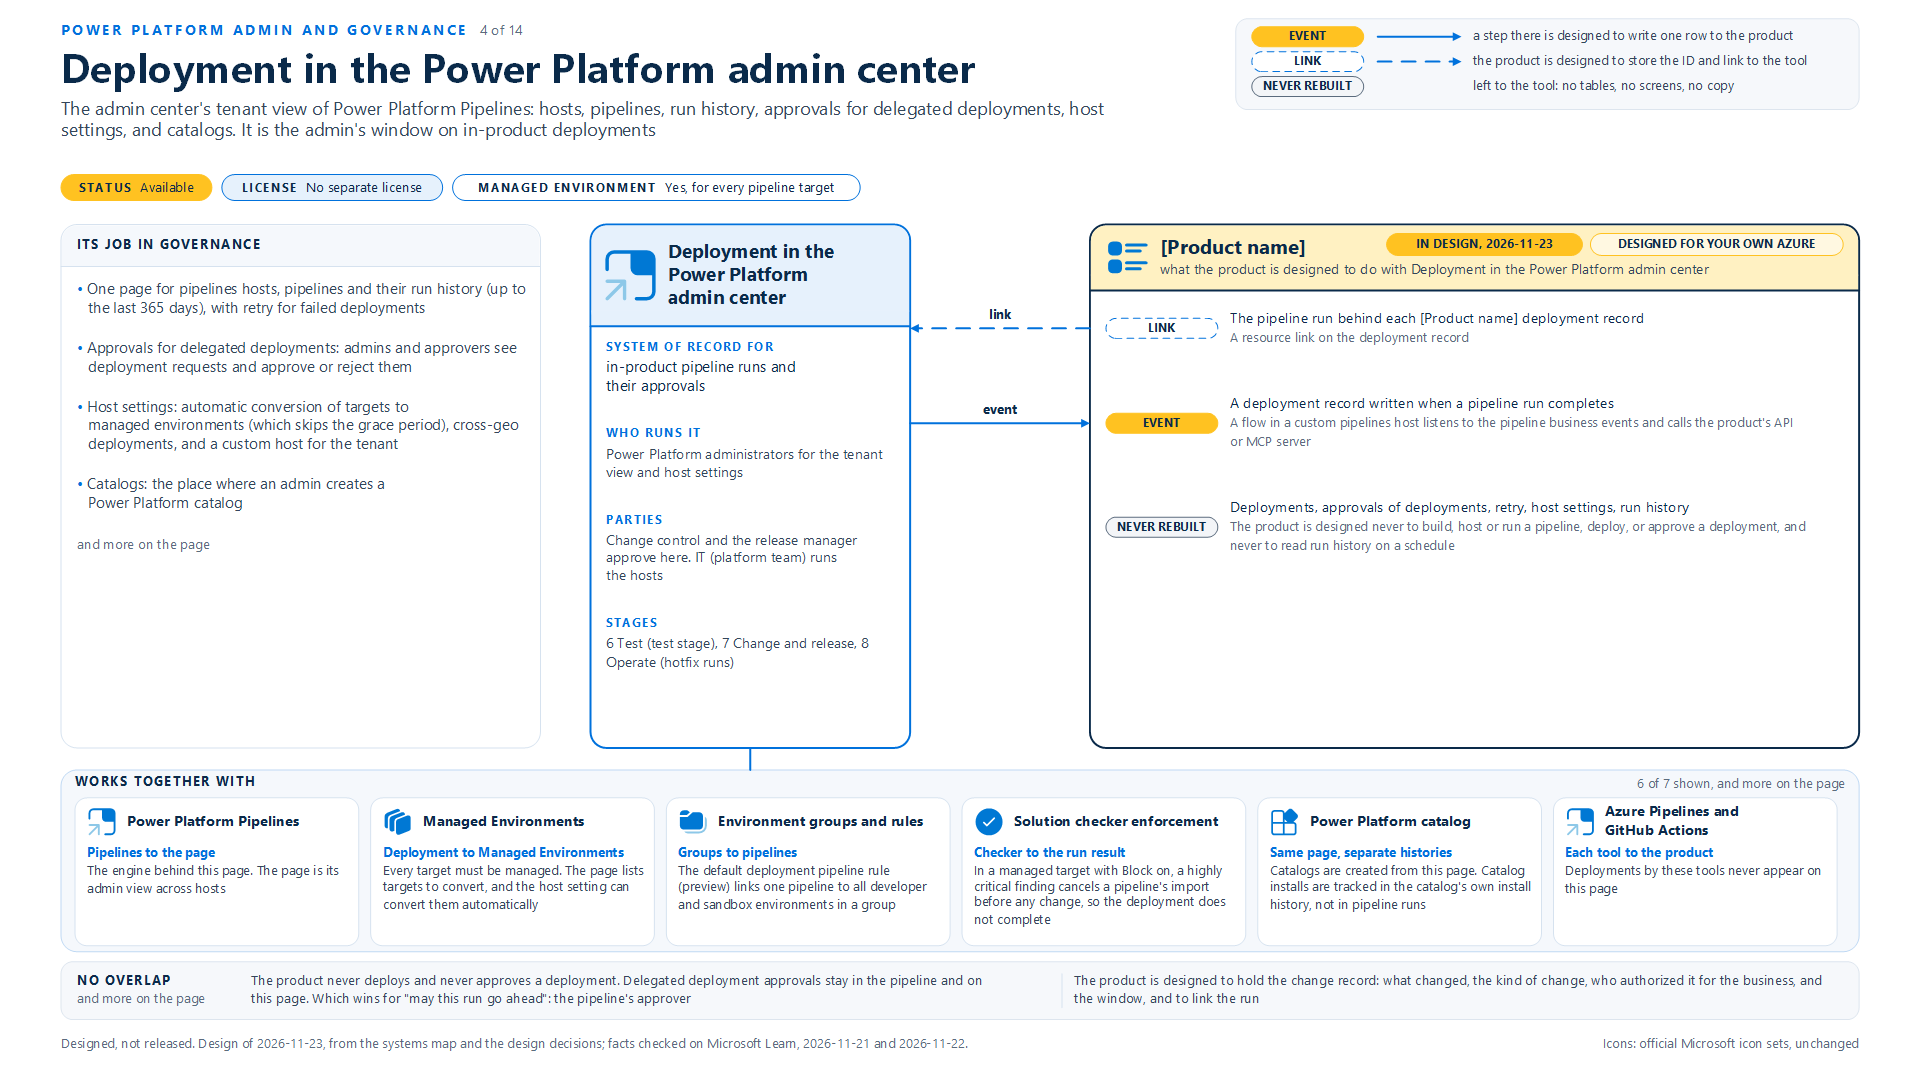 POWER PLATFORM ADMIN AND GOVERNANCE 4 of 14
Deployment in the Power Platform admin center
The admin center's tenant view of Power Platform Pipelines: hosts, pipelines, run history, approvals for delegated deployments, host
settings, and catalogs. It is the admin's window on in-product deployments
EVENT a step there is designed to write one row to the product
LINK the product is designed to store the ID and link to the tool
NEVER REBUILT left to the tool: no tables, no screens, no copy
STATUS Available
LICENSE No separate license
MANAGED ENVIRONMENT Yes, for every pipeline target
ITS JOB IN GOVERNANCE
• One page for pipelines hosts, pipelines and their run history (up to
the last 365 days), with retry for failed deployments
• Approvals for delegated deployments: admins and approvers see
deployment requests and approve or reject them
• Host settings: automatic conversion of targets to
managed environments (which skips the grace period), cross-geo
deployments, and a custom host for the tenant
• Catalogs: the place where an admin creates a
Power Platform catalog
and more on the page
Deployment in the
Power Platform
admin center
SYSTEM OF RECORD FOR
in-product pipeline runs and
their approvals
WHO RUNS IT
Power Platform administrators for the tenant
view and host settings
PARTIES
Change control and the release manager
approve here. IT (platform team) runs
the hosts
STAGES
6 Test (test stage), 7 Change and release, 8
Operate (hotfix runs)
link
event
[Product name]
IN DESIGN, 2026-11-23
DESIGNED FOR YOUR OWN AZURE
what the product is designed to do with Deployment in the Power Platform admin center
LINK
The pipeline run behind each [Product name] deployment record
A resource link on the deployment record
EVENT
A deployment record written when a pipeline run completes
A flow in a custom pipelines host listens to the pipeline business events and calls the product's API
or MCP server
NEVER REBUILT
Deployments, approvals of deployments, retry, host settings, run history
The product is designed never to build, host or run a pipeline, deploy, or approve a deployment, and
never to read run history on a schedule
WORKS TOGETHER WITH
6 of 7 shown, and more on the page
Power Platform Pipelines
Pipelines to the page
The engine behind this page. The page is its
admin view across hosts
Managed Environments
Deployment to Managed Environments
Every target must be managed. The page lists
targets to convert, and the host setting can
convert them automatically
Environment groups and rules
Groups to pipelines
The default deployment pipeline rule
(preview) links one pipeline to all developer
and sandbox environments in a group
Solution checker enforcement
Checker to the run result
In a managed target with Block on, a highly
critical finding cancels a pipeline's import
before any change, so the deployment does
not complete
Power Platform catalog
Same page, separate histories
Catalogs are created from this page. Catalog
installs are tracked in the catalog's own install
history, not in pipeline runs
Azure Pipelines and
GitHub Actions
Each tool to the product
Deployments by these tools never appear on
this page
NO OVERLAP
and more on the page
The product never deploys and never approves a deployment. Delegated deployment approvals stay in the pipeline and on
this page. Which wins for "may this run go ahead": the pipeline's approver
The product is designed to hold the change record: what changed, the kind of change, who authorized it for the business, and
the window, and to link the run
Designed, not released. Design of 2026-11-23, from the systems map and the design decisions; facts checked on Microsoft Learn, 2026-11-21 and 2026-11-22.
Icons: official Microsoft icon sets, unchanged